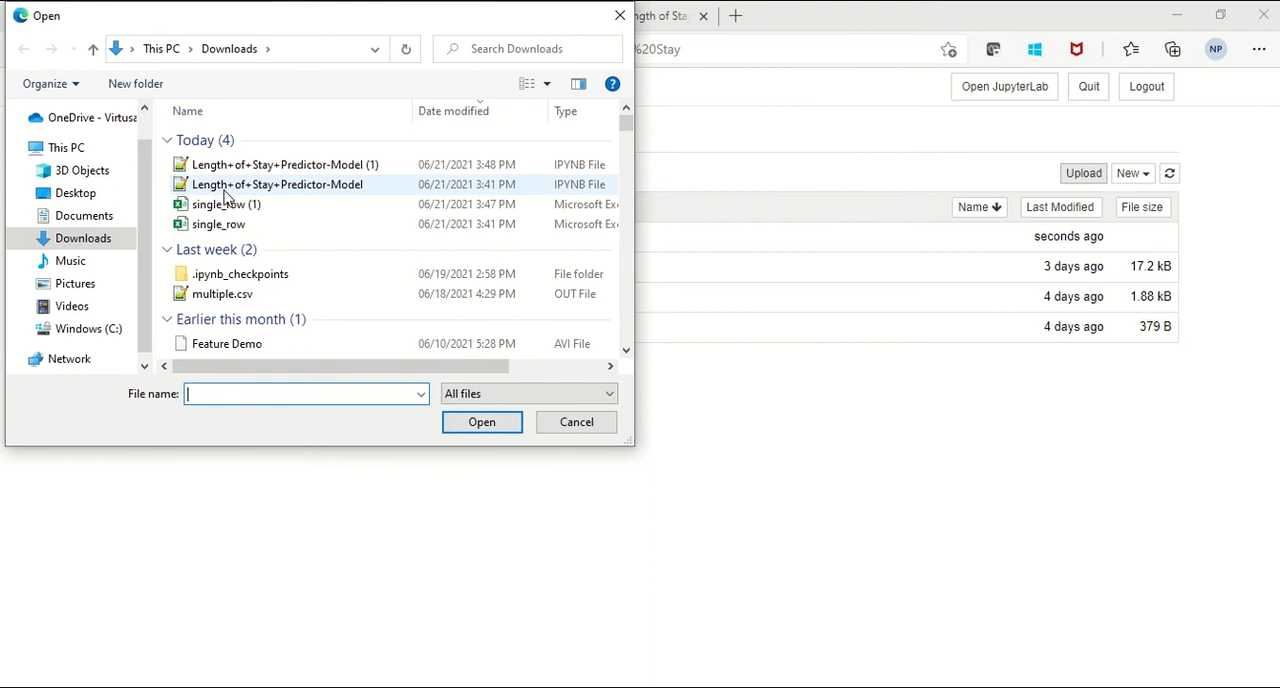 Open
ngth of Sta
This PC > Downloads >
Search Downloads
%20Stay
NP
Organize
New folder
Open JupyterLab
Quit
Logout
OneDrive - Virtusa
This PC
3D Objects
Desktop
Documents
Downloads
Music
Pictures
Videos
Windows (C:)
Network
Name
Date modified
Type
Today (4)
Length+of+Stay+Predictor-Model (1) 06/21/2021 3:48 PM IPYNB File
Length+of+Stay+Predictor-Model 06/21/2021 3:41 PM IPYNB File
single_row (1) 06/21/2021 3:47 PM Microsoft Ex
single_row 06/21/2021 3:41 PM Microsoft Ex
Last week (2)
.ipynb_checkpoints 06/19/2021 2:58 PM File folder
multiple.csv 06/18/2021 4:29 PM OUT File
Earlier this month (1)
Feature Demo 06/10/2021 5:28 PM AVI File
File name:
All files
Open
Cancel
Upload
New
Name
Last Modified
File size
seconds ago
3 days ago 17.2 kB
4 days ago 1.88 kB
4 days ago 379 B